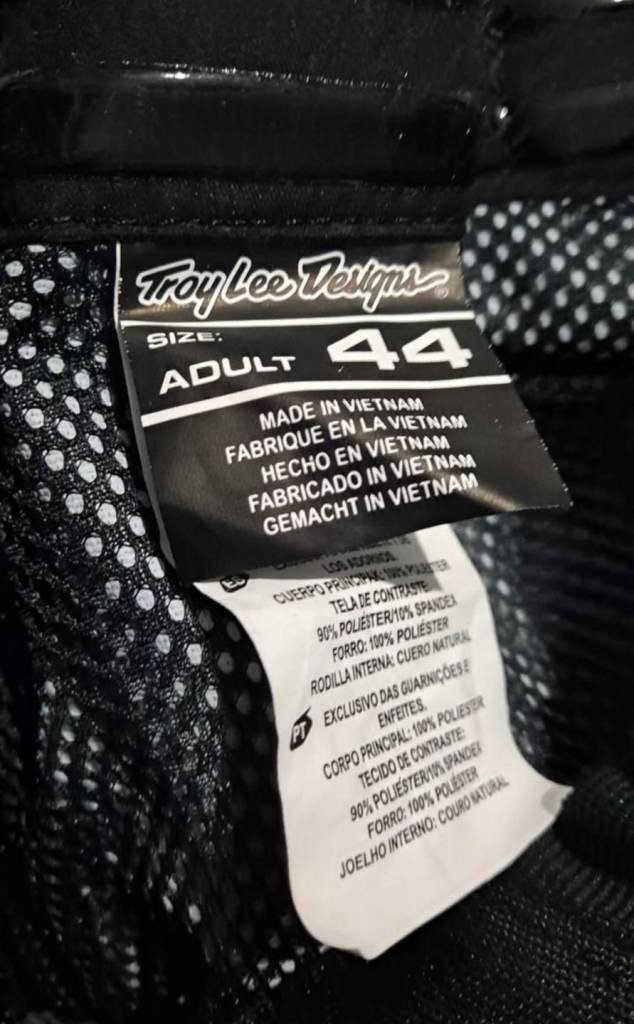 Troy Lee Designs
SIZE:
ADULT 44
MADE IN VIETNAM
FABRIQUE EN LA VIETNAM
HECHO EN VIETNAM
FABRICADO IN VIETNAM
GEMACHT IN VIETNAM
LOS ADORNOS.
CUERPO PRINCIPAL: 100% POLIÉSTER
TELA DE CONTRASTE:
90% POLIÉSTER/10% SPANDEX
FORRO: 100% POLIÉSTER
RODILLA INTERNA: CUERO NATURAL
PT EXCLUSIVO DAS GUARNIÇÕES E
ENFEITES.
CORPO PRINCIPAL: 100% POLIESTER
TECIDO DE CONTRASTE:
90% POLIÉSTER/10% SPANDEX
FORRO: 100% POLIÉSTER
JOELHO INTERNO: COURO NATURAL